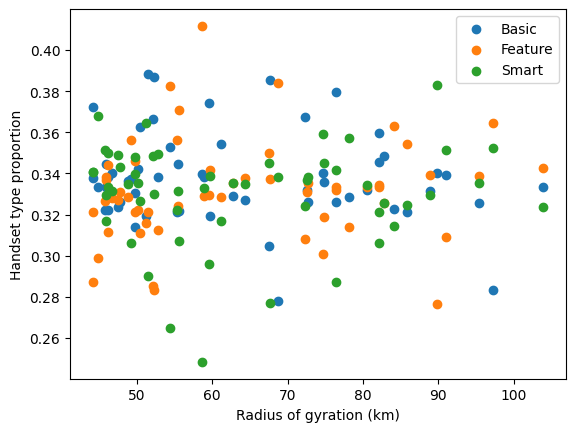 Basic
Feature
Smart
0.40
0.38
0.36
0.34
0.32
0.30
0.28
0.26
Handset type proportion
50
60
70
80
90
100
Radius of gyration (km)